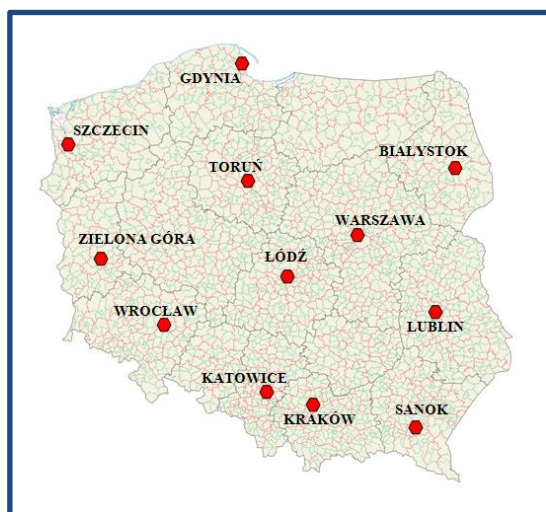 GDYNIA
SZCZECIN
BIAŁYSTOK
TORUŃ
WARSZAWA
ZIELONA GÓRA
ŁÓDŹ
WROCŁAW
LUBLIN
KATOWICE
KRAKÓW
SANOK